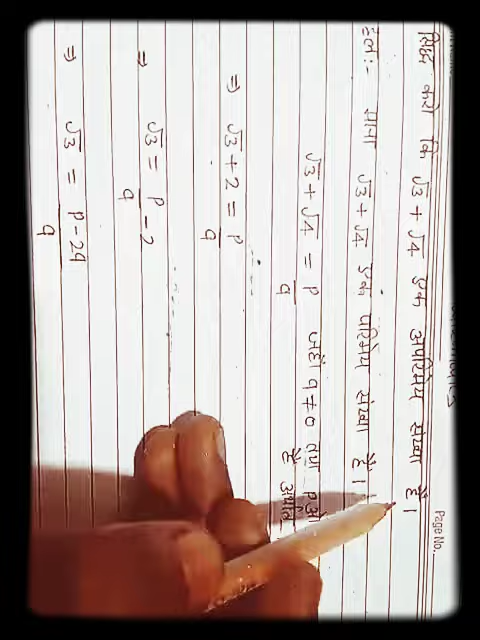 Page No.
सिद्ध करो कि √3 + √4 एक अपरिमेय संख्या है।
हल:- माना √3 + √4 एक परिमेय संख्या है।
√3 + √4 = p/q जहाँ q ≠ 0 तथा p
है अर्थात
⇒ √3 + 2 = p/q
⇒ √3 = p/q - 2
⇒ √3 = p - 2q/q